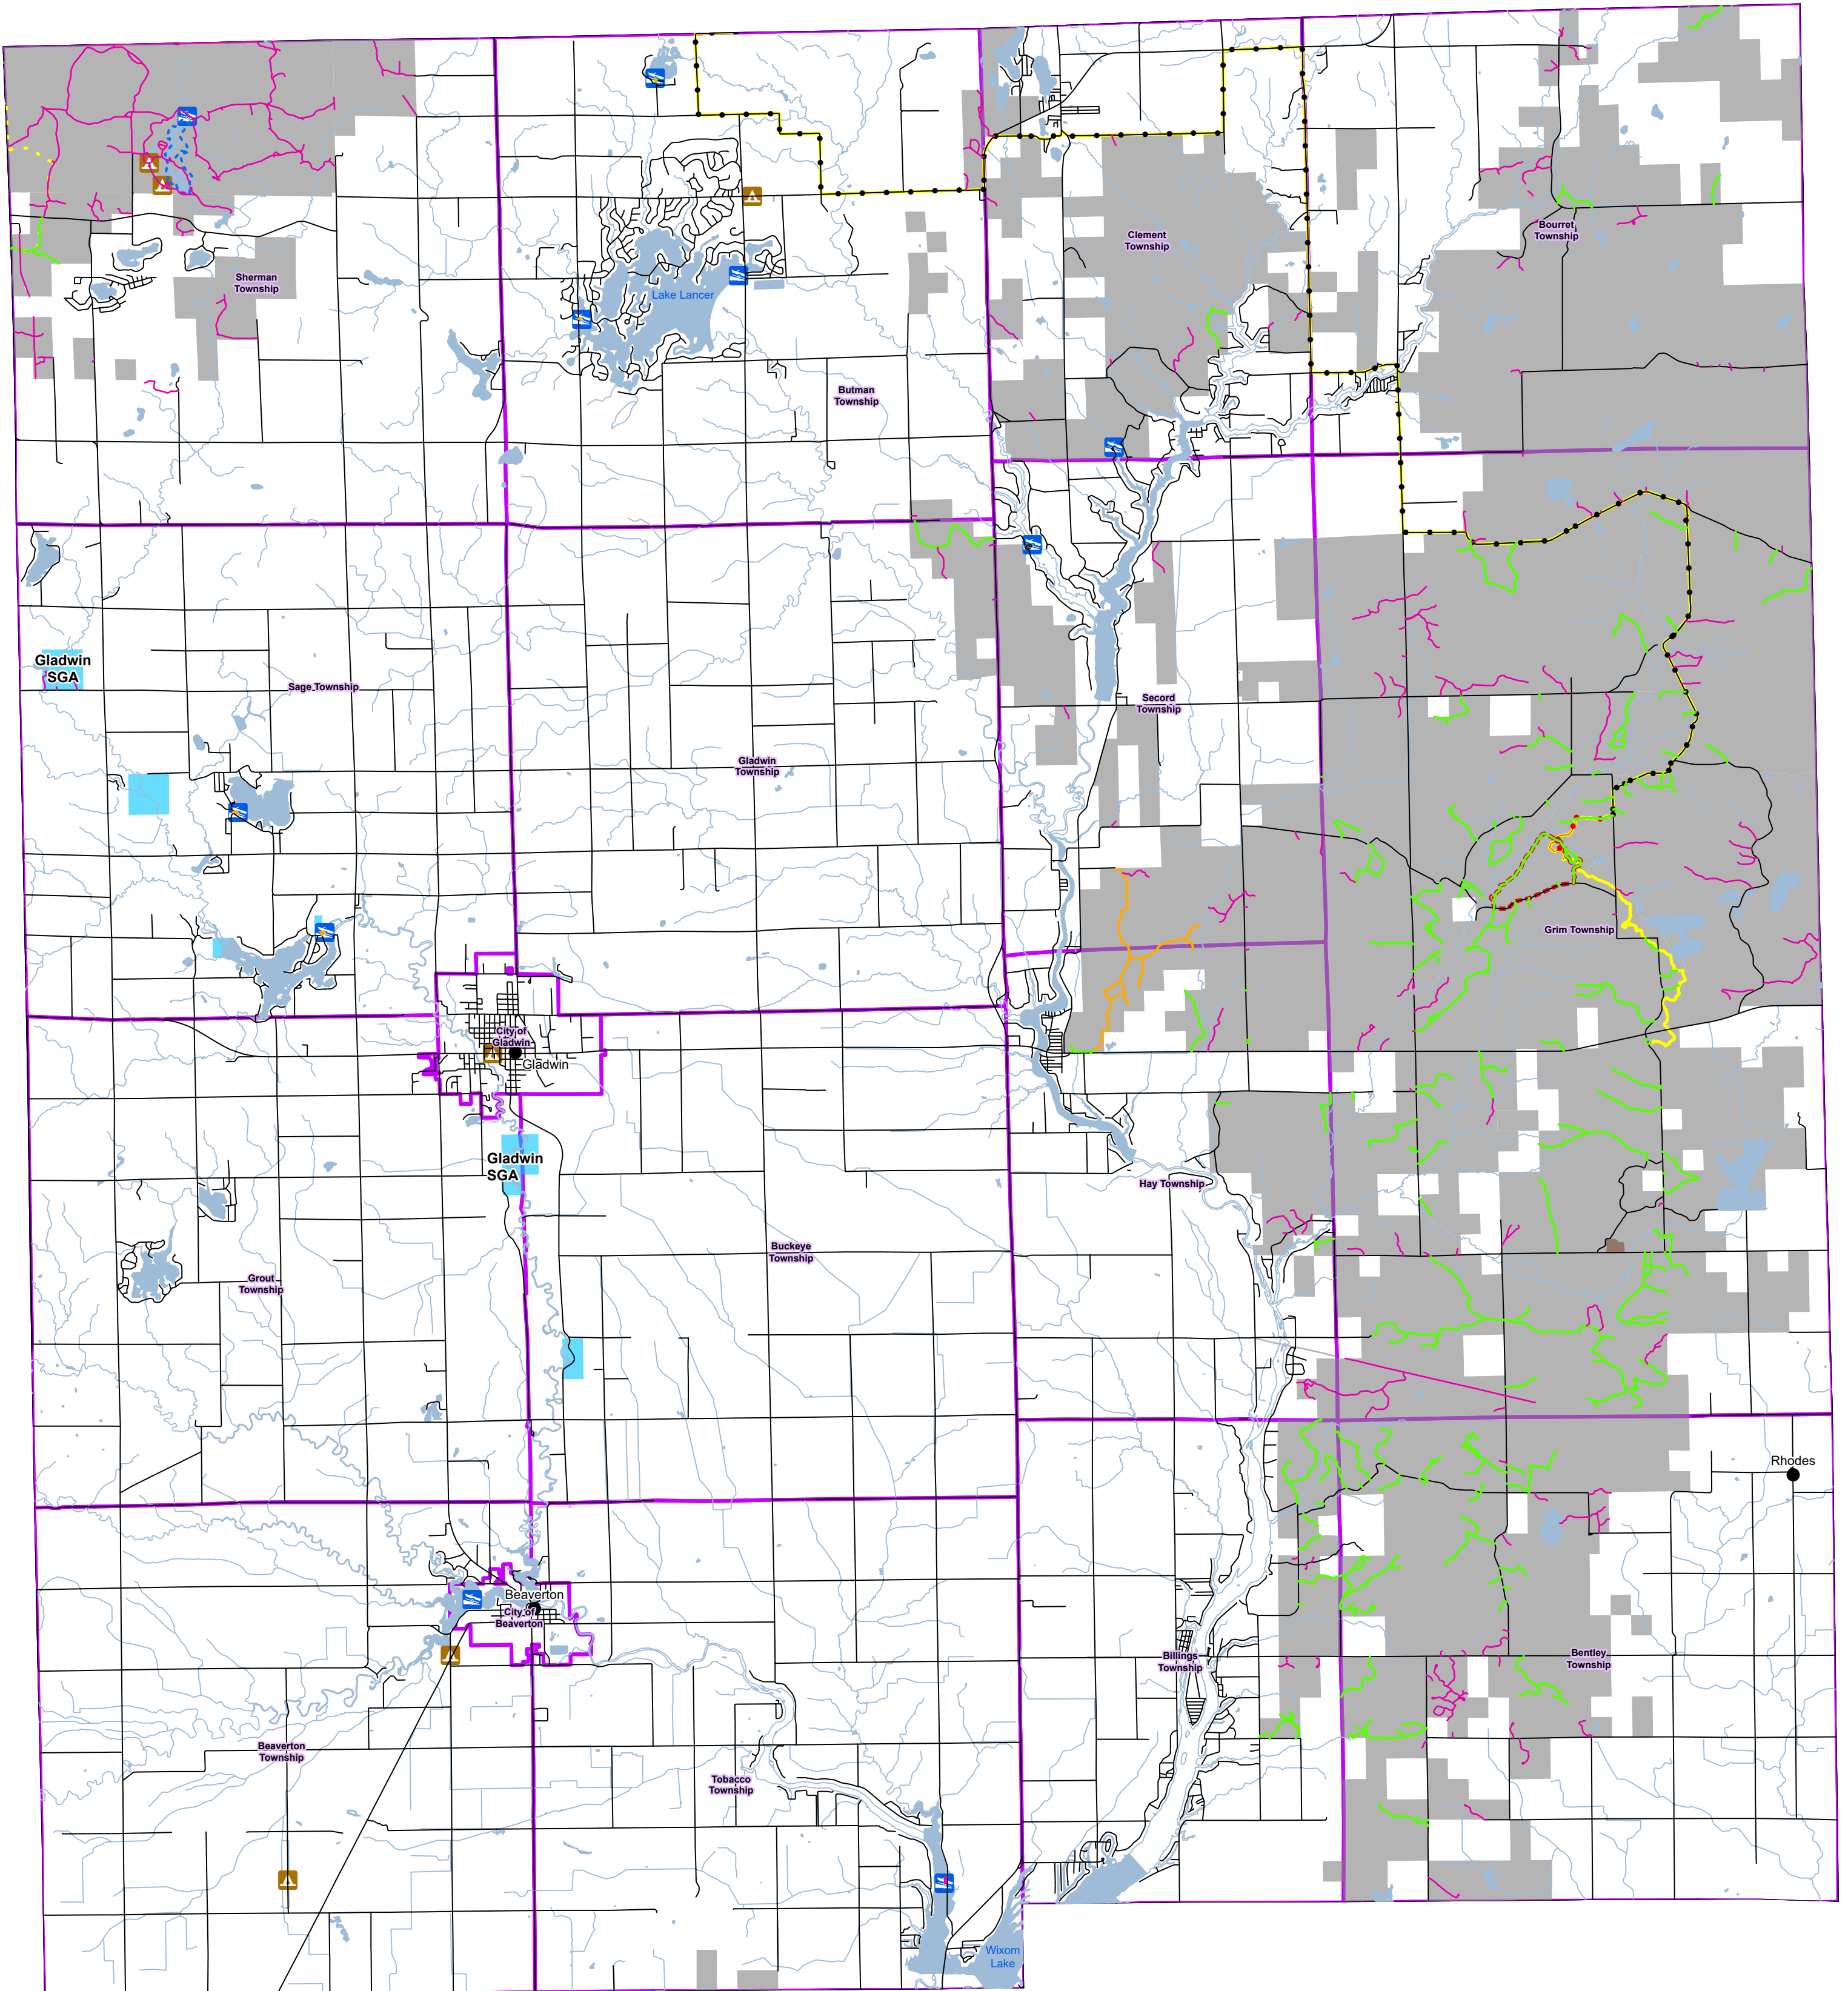 Clement
Township
Bourret
Township
Sherman
Township
Lake Lancer
Butman
Township
Gladwin
SGA
Sage Township
Secord
Township
Gladwin
Township
Grim Township
City of
Gladwin
Gladwin
Gladwin
SGA
Hay Township
Buckeye
Township
Grout
Township
Rhodes
Beaverton
City of
Beaverton
Billings
Township
Bentley
Township
Beaverton
Township
Tobacco
Township
Wixom
Lake